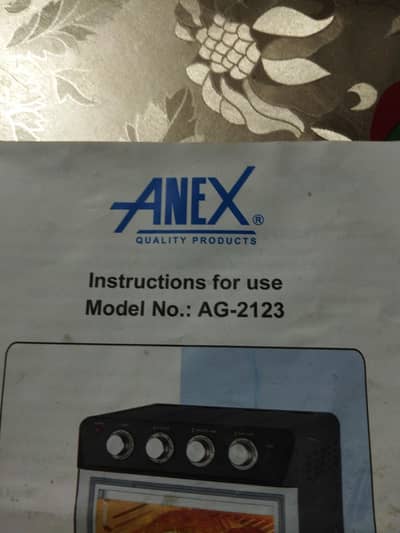 ANEX®
QUALITY PRODUCTS
Instructions for use
Model No.: AG-2123